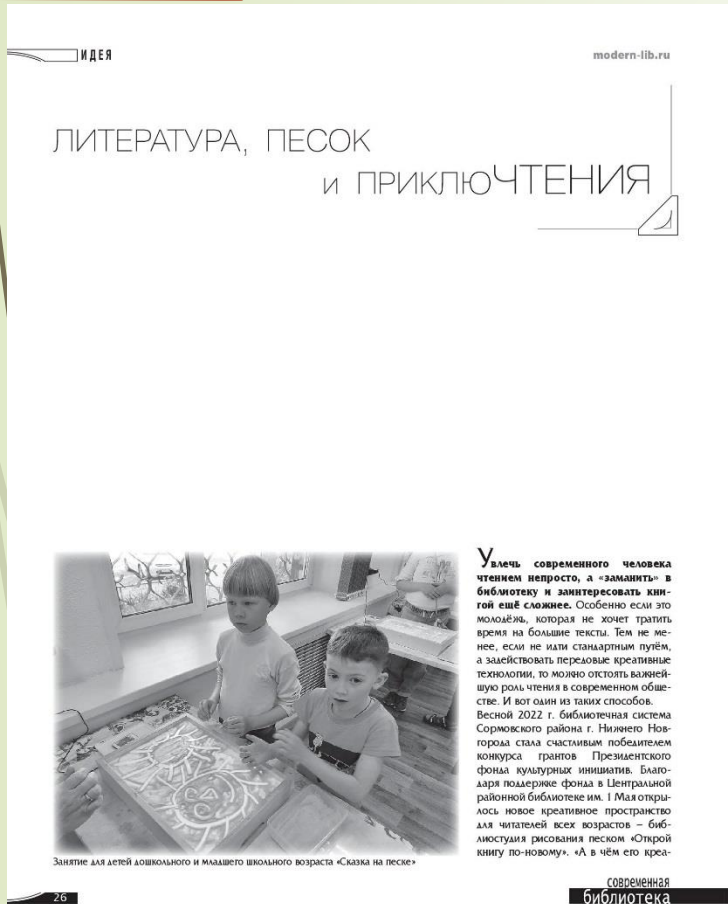 ИДЕЯ
modern-lib.ru
ЛИТЕРАТУРА, ПЕСОК
и ПРИКЛЮЧТЕНИЯ
Увлечь современного человека
чтением непросто, а «заманить» в
библиотеку и заинтересовать кни-
гой ещё сложнее. Особенно если это
молодёжь, которая не хочет тратить
время на большие тексты. Тем не ме-
нее, если не идти стандартным путём,
а задействовать передовые креативные
технологии, то можно отстоять важней-
шую роль чтения в современном обще-
стве. И вот один из таких способов.
Весной 2022 г. библиотечная система
Сормовского района г. Нижнего Нов-
города стала счастливым победителем
конкурса грантов Президентского
фонда культурных инициатив. Благо-
даря поддержке фонда в Центральной
районной библиотеке им. 1 Мая откры-
лось новое креативное пространство
для читателей всех возрастов – биб-
лиостудия рисования песком «Открой
книгу по-новому». «А в чём его креа-
Занятие для детей дошкольного и младшего школьного возраста «Сказка на песке»
26
современная
библиотека